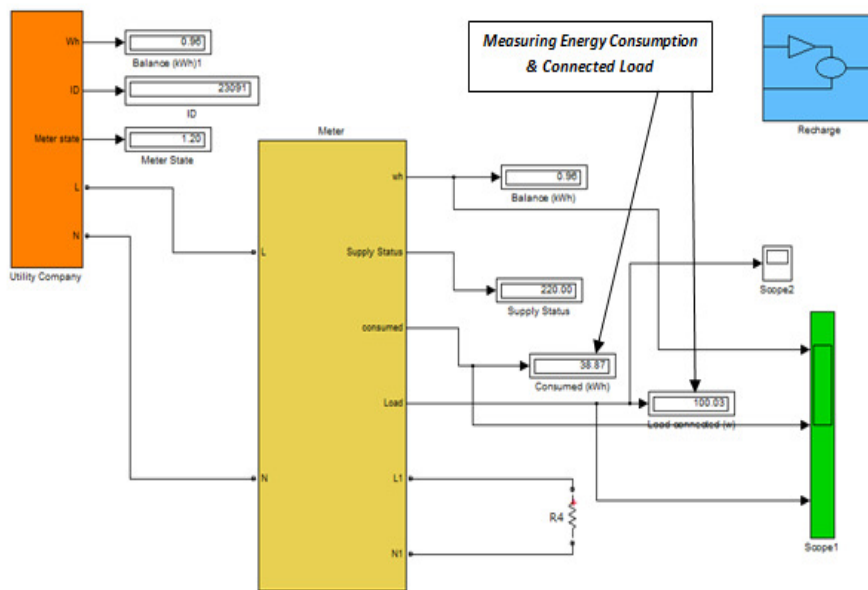 Wh
0.96
Balance (kWh)1
ID
23091
ID
Meter state
1.20
Meter State
L
N
Utility Company
Measuring Energy Consumption
& Connected Load
Recharge
Meter
L
N
wh
0.96
Balance (kWh)
Supply Status
220.00
Supply Status
consumed
38.87
Consumed (kWh)
Load
100.03
Load connected (w)
L1
R4
N1
Scope2
Scope1